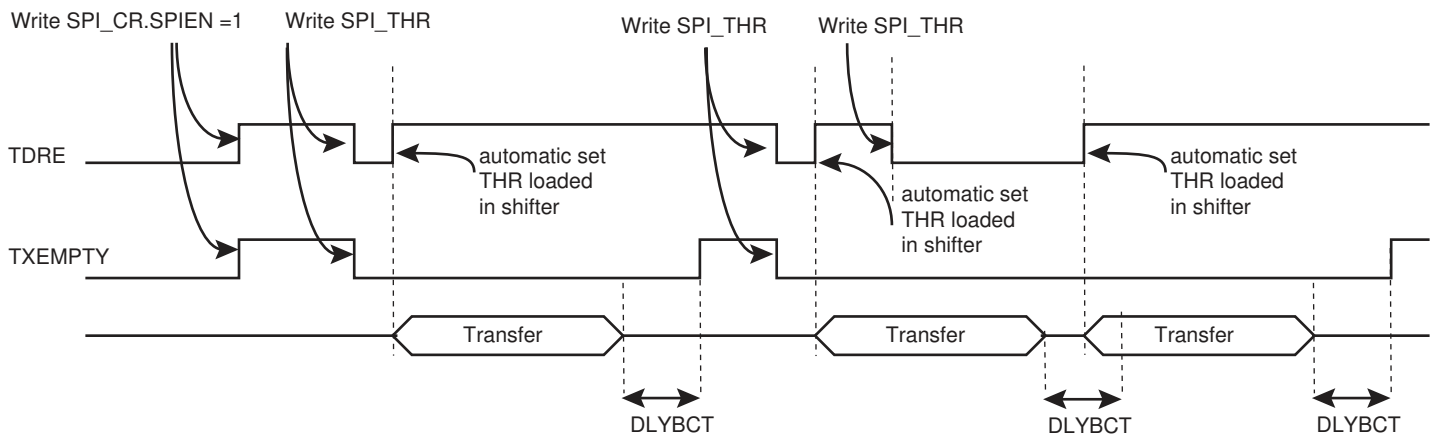 Write SPI_CR.SPIEN =1
Write SPI_THR
Write SPI_THR
Write SPI_THR
TDRE
automatic set
THR loaded
in shifter
automatic set
THR loaded
in shifter
automatic set
THR loaded
in shifter
TXEMPTY
Transfer
Transfer
Transfer
DLYBCT
DLYBCT
DLYBCT